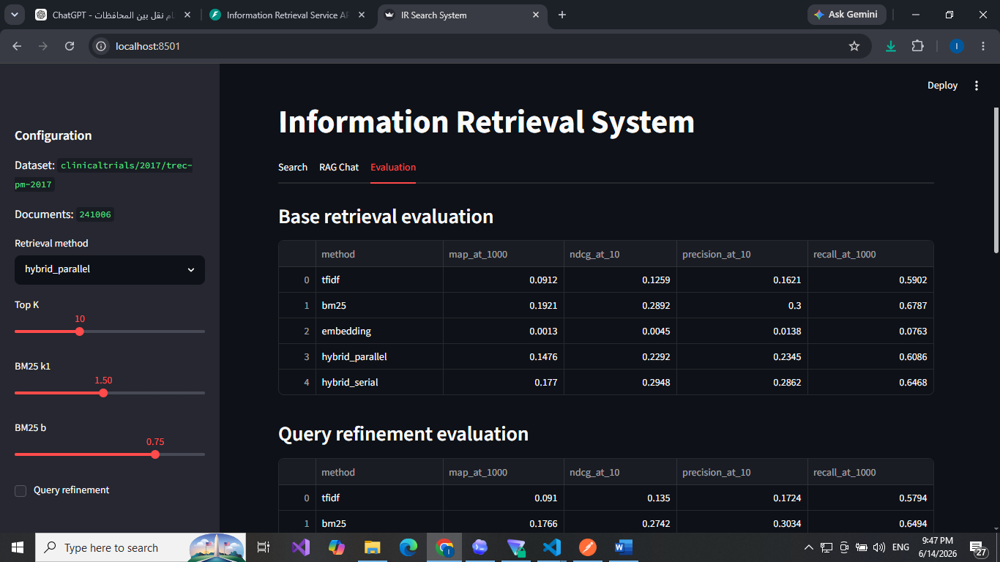 ChatGPT - ام نقل بين المحافظات
Information Retrieval Service AF
IR Search System
Ask Gemini
localhost:8501
I
Deploy
Configuration
Dataset: clinicaltrials/2017/trec-
pm-2017
Documents: 241006
Retrieval method
hybrid_parallel
Top K
10
BM25 k1
1.50
BM25 b
0.75
Query refinement
Information Retrieval System
Search RAG Chat Evaluation
Base retrieval evaluation
method map_at_1000 ndcg_at_10 precision_at_10 recall_at_1000
0 tfidf 0.0912 0.1259 0.1621 0.5902
1 bm25 0.1921 0.2892 0.3 0.6787
2 embedding 0.0013 0.0045 0.0138 0.0763
3 hybrid_parallel 0.1476 0.2292 0.2345 0.6086
4 hybrid_serial 0.177 0.2948 0.2862 0.6468
Query refinement evaluation
method map_at_1000 ndcg_at_10 precision_at_10 recall_at_1000
0 tfidf 0.091 0.135 0.1724 0.5794
1 bm25 0.1766 0.2742 0.3034 0.6494
Type here to search
ENG
9:47 PM
6/14/2026
27